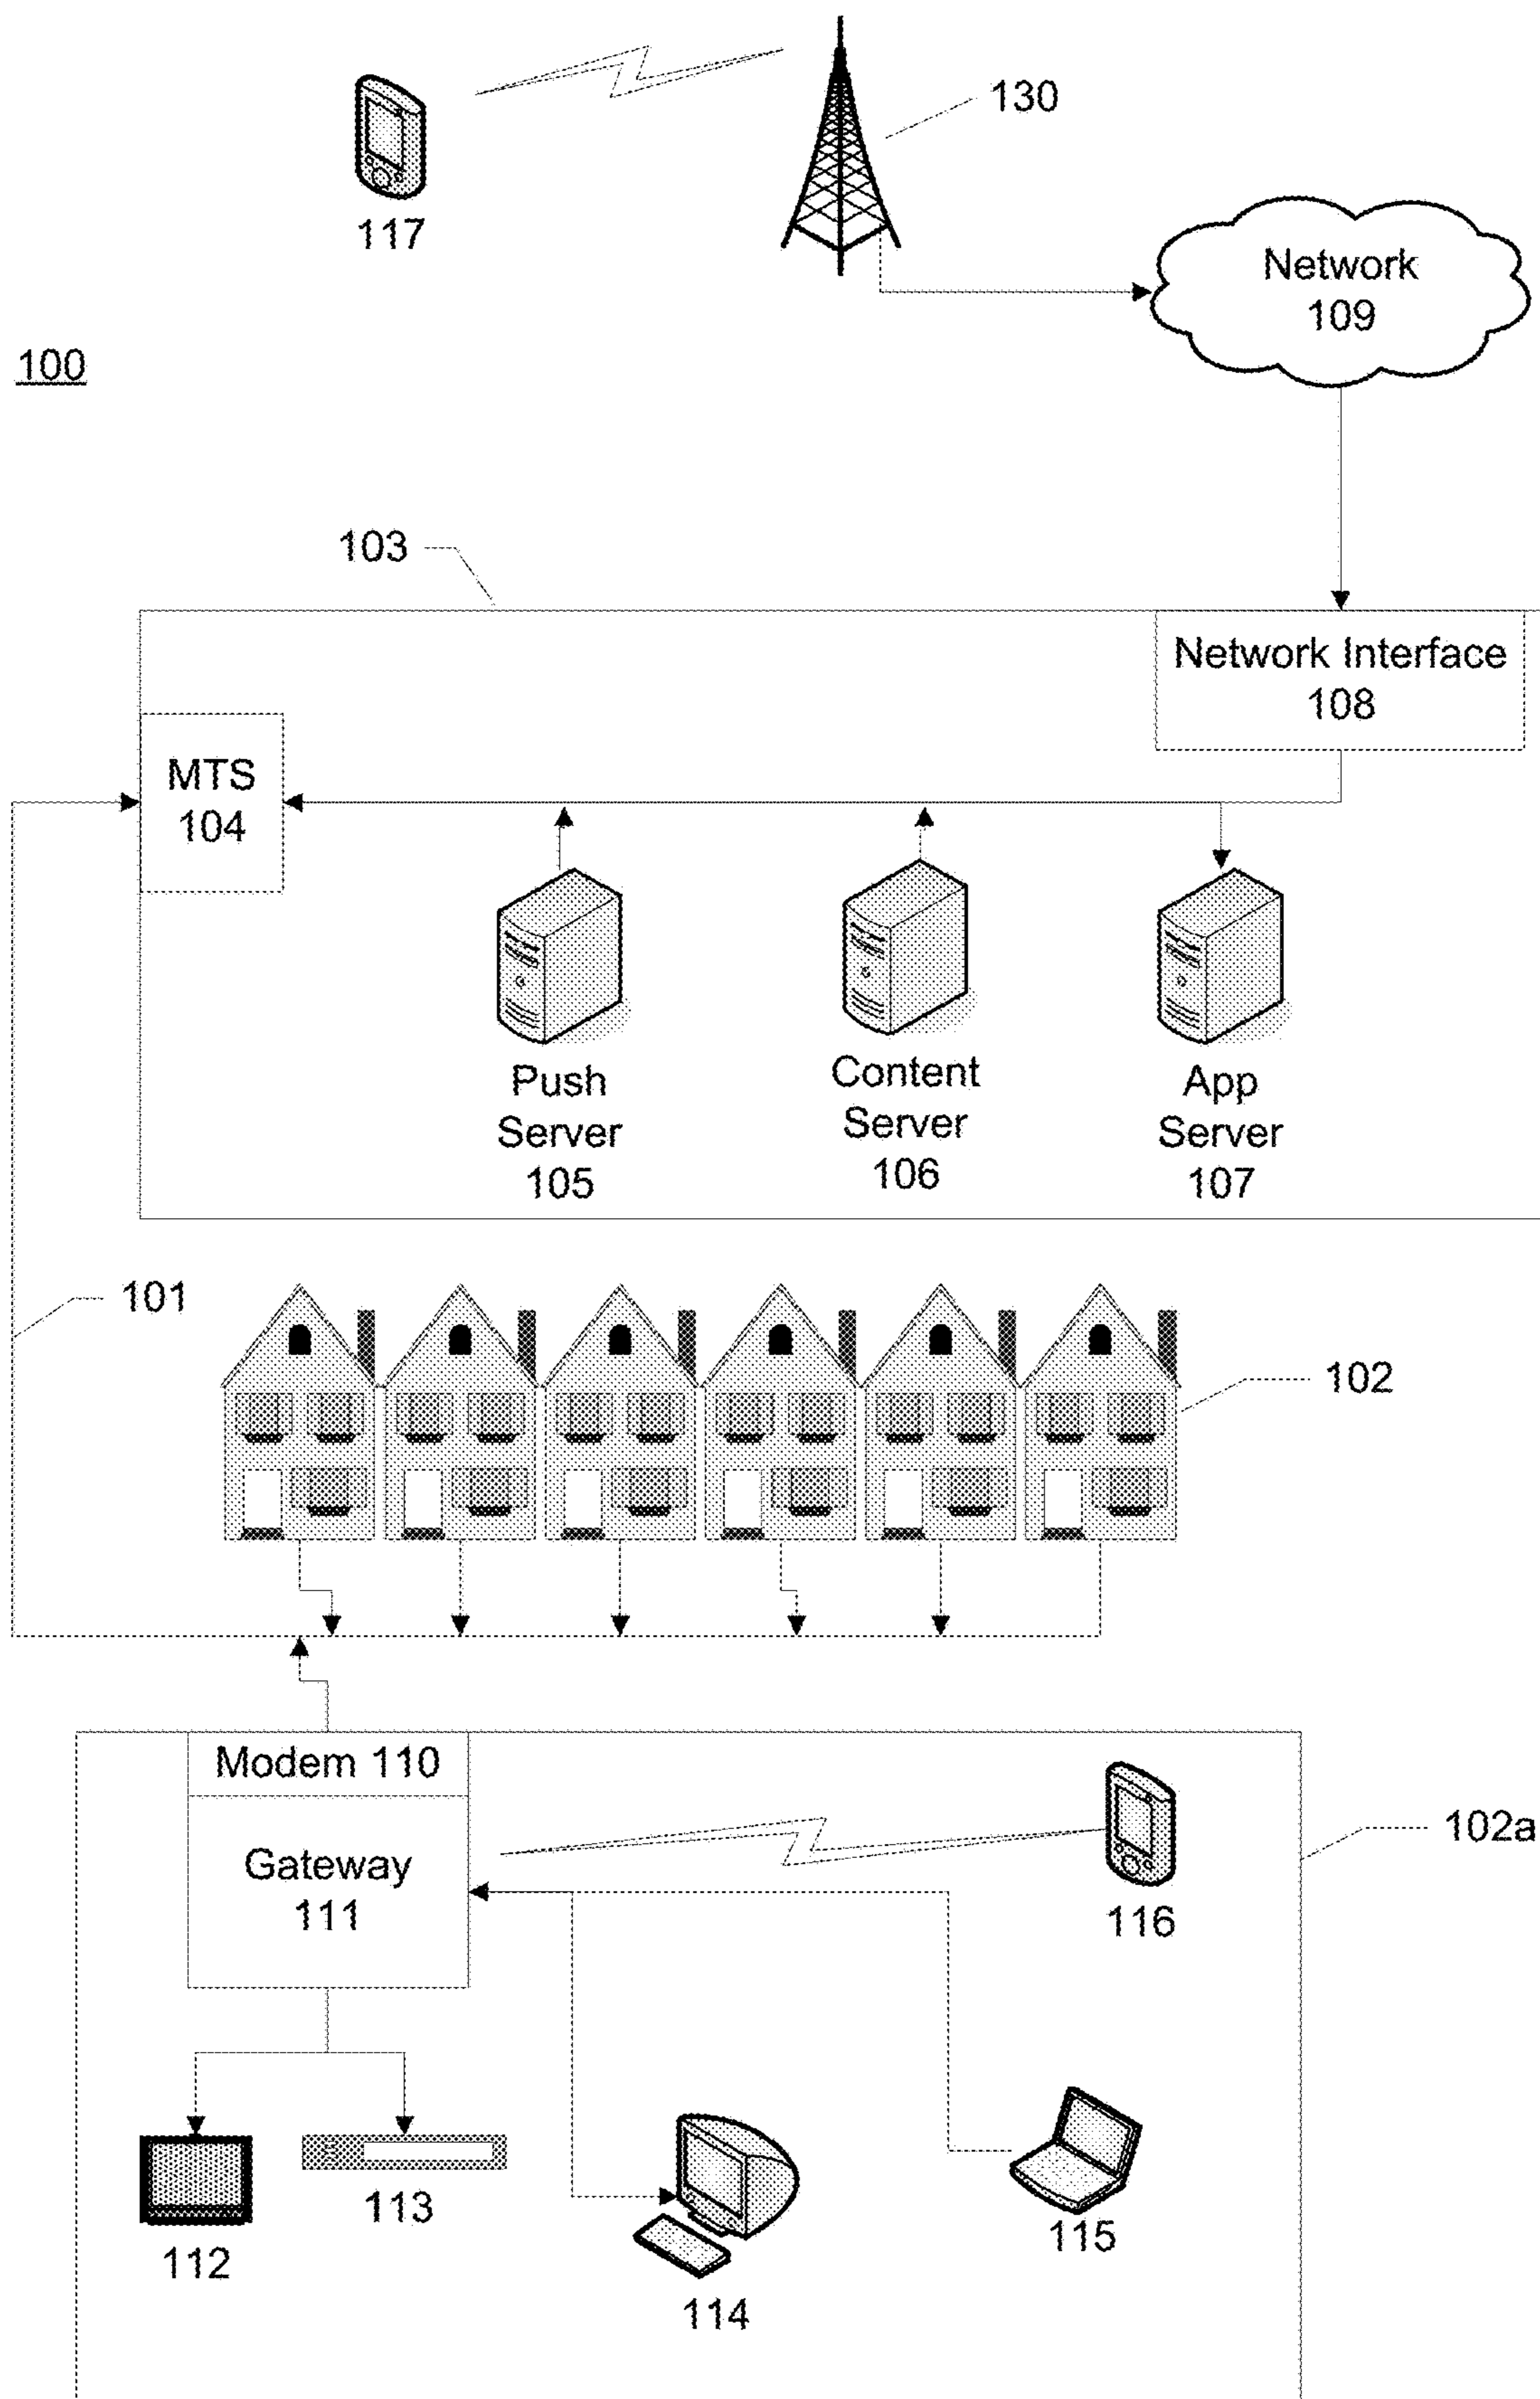 130
117
Network
109
100
103
Network Interface
108
MTS
104
Push
Server
105
Content
Server
106
App
Server
107
101
102
Modem 110
102a
Gateway
111
116
112
113
114
115